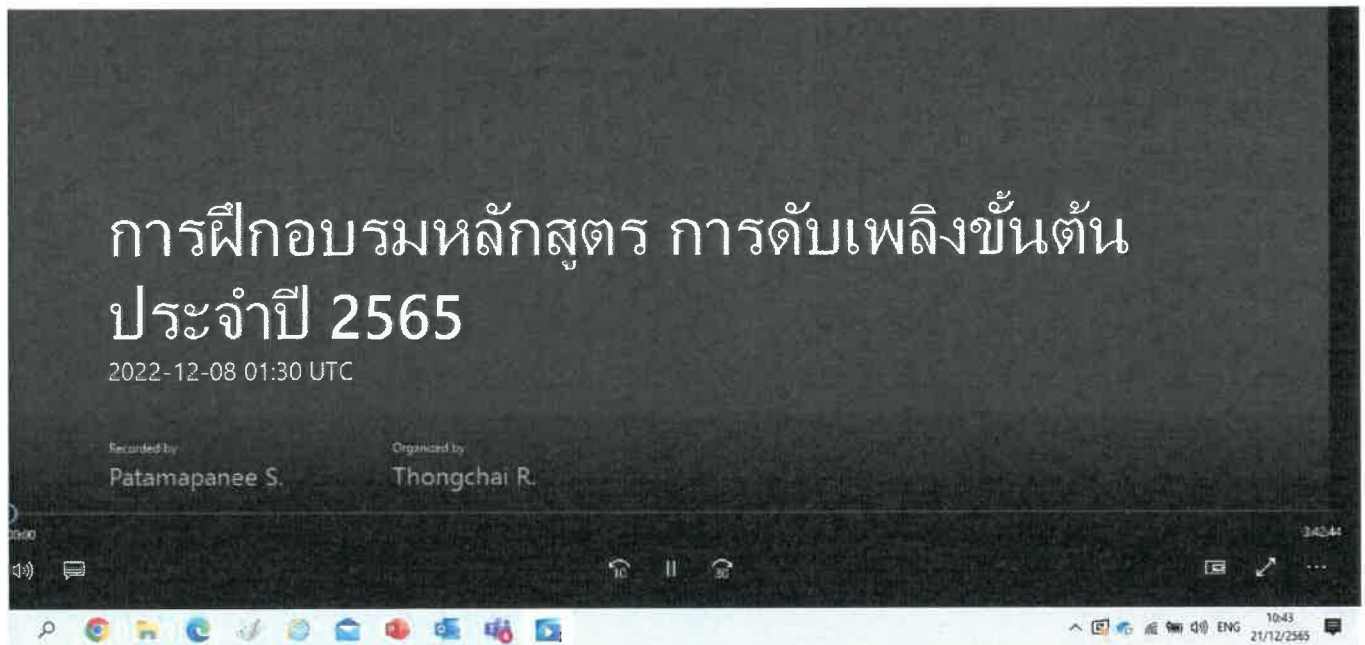 การฝึกอบรมหลักสูตร การดับเพลิงขั้นต้น
ประจำปี 2565
2022-12-08 01:30 UTC
Recorded by
Organized by
Patamapanee S.
Thongchai R.
3:42:44
10
30
ENG
10:43
21/12/2565